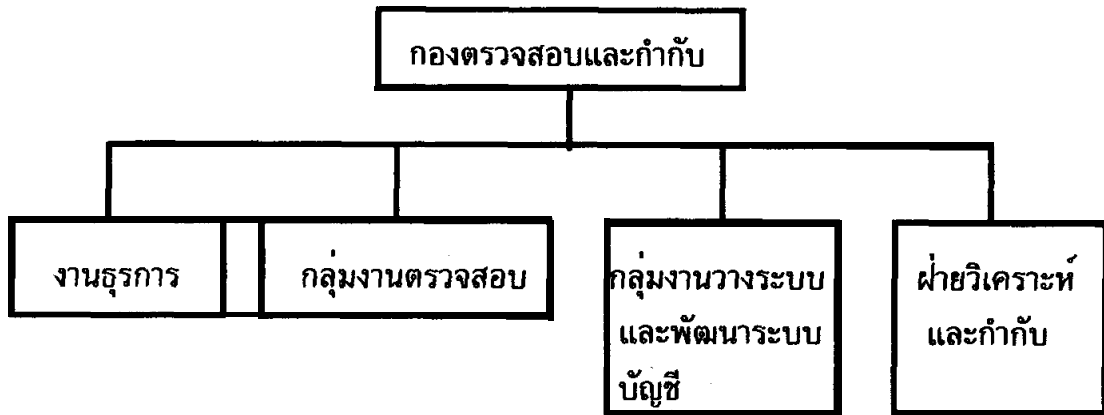 กองตรวจสอบและกำกับ
งานธุรการ
กลุ่มงานตรวจสอบ
กลุ่มงานวางระบบ
และพัฒนาระบบ
บัญชี
ฝ่ายวิเคราะห์
และกำกับ